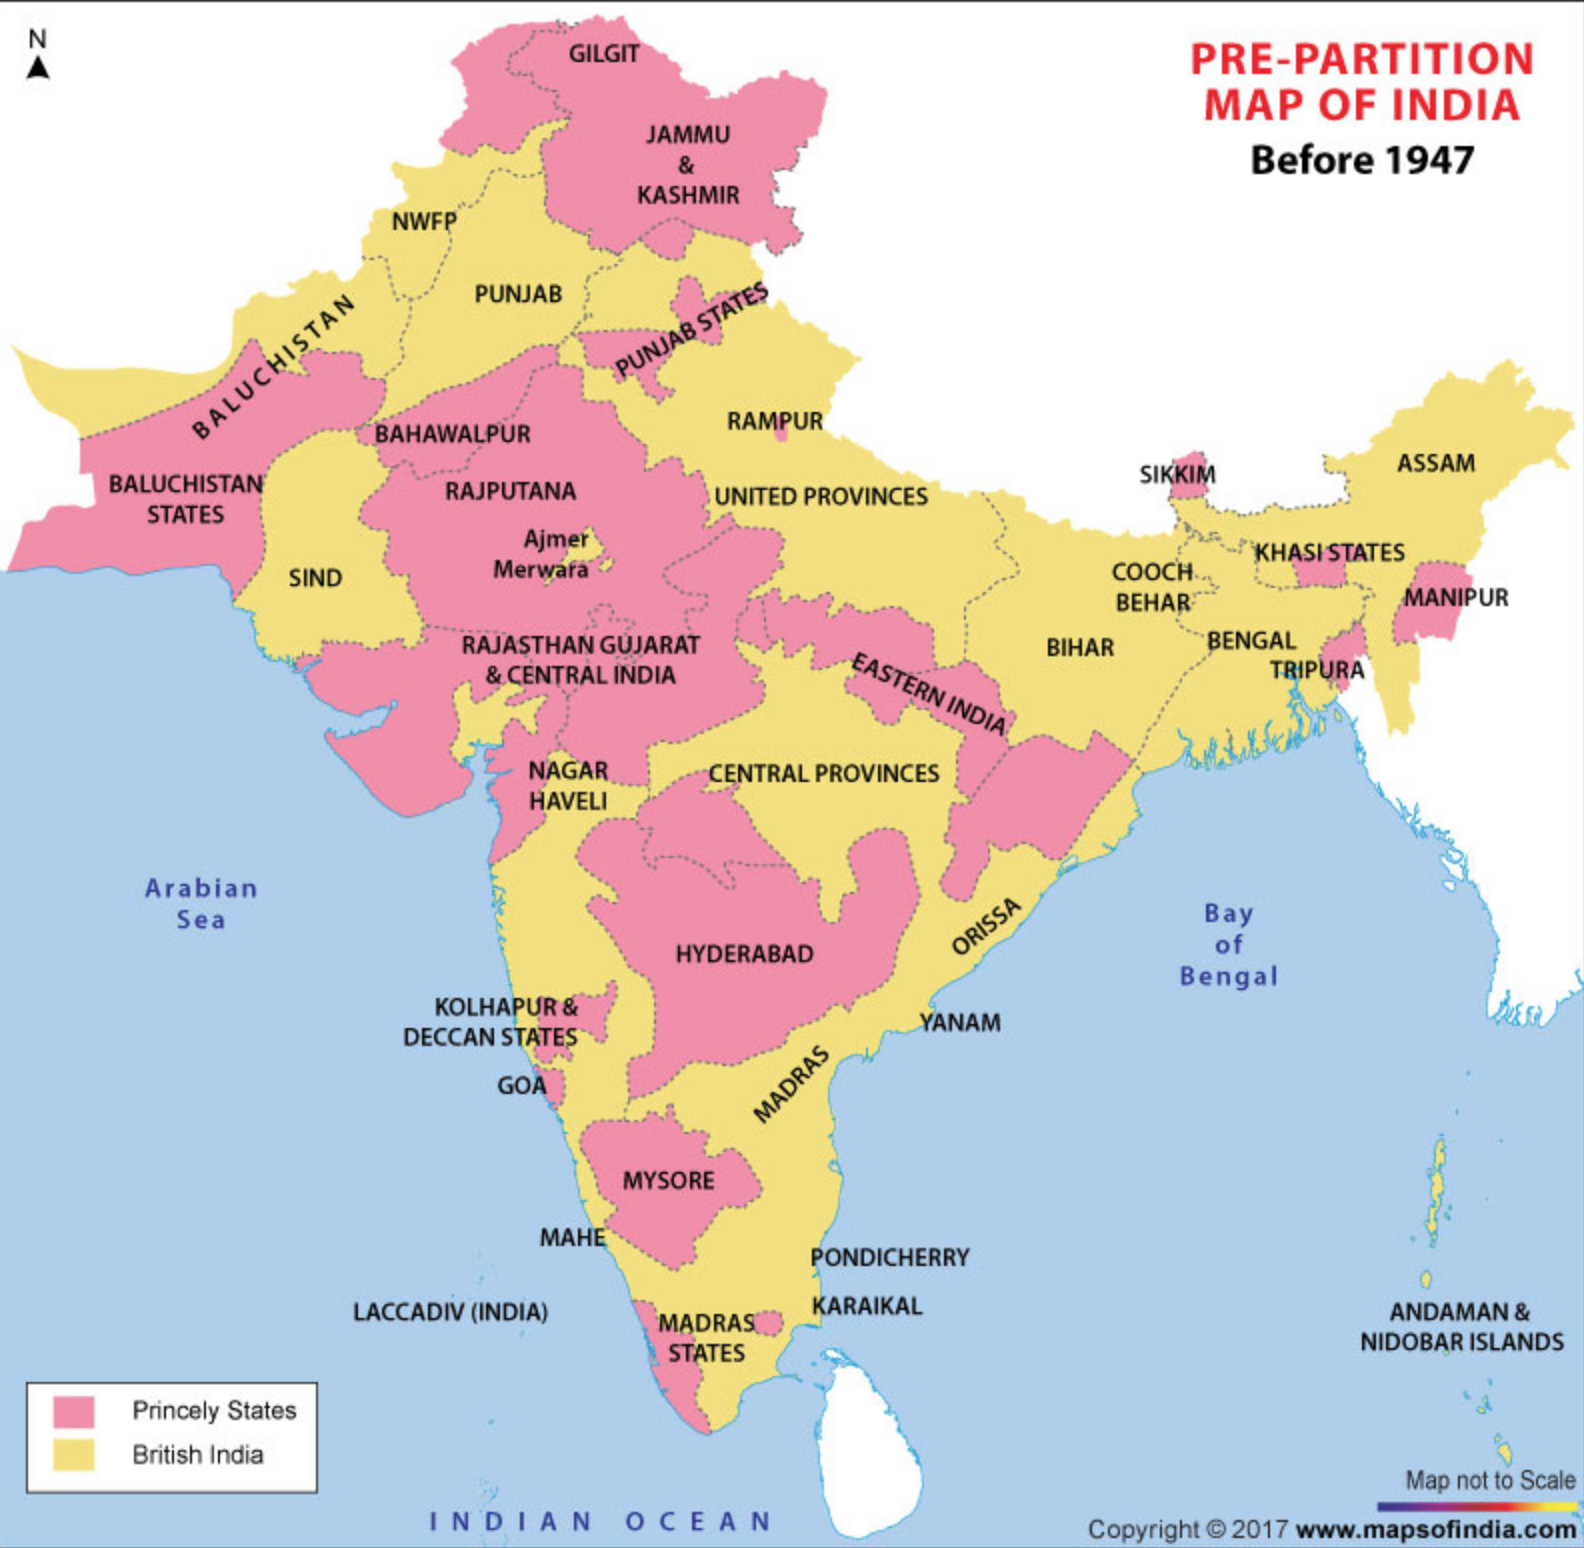 N
PRE-PARTITION
MAP OF INDIA
Before 1947
GILGIT
JAMMU
&
KASHMIR
NWFP
PUNJAB
PUNJAB STATES
BALUCHISTAN
BAHAWALPUR
RAMPUR
BALUCHISTAN
STATES
RAJPUTANA
UNITED PROVINCES
SIKKIM
ASSAM
Ajmer
Merwara
SIND
KHASI STATES
COOCH
BEHAR
MANIPUR
RAJASTHAN GUJARAT
& CENTRAL INDIA
BIHAR
BENGAL
TRIPURA
EASTERN INDIA
NAGAR
HAVELI
CENTRAL PROVINCES
Arabian
Sea
HYDERABAD
ORISSA
Bay
of
Bengal
KOLHAPUR &
DECCAN STATES
YANAM
GOA
MADRAS
MYSORE
MAHE
PONDICHERRY
LACCADIV (INDIA)
KARAIKAL
MADRAS
STATES
ANDAMAN &
NIDOBAR ISLANDS
Princely States
British India
INDIAN OCEAN
Map not to Scale
Copyright © 2017 www.mapsofindia.com